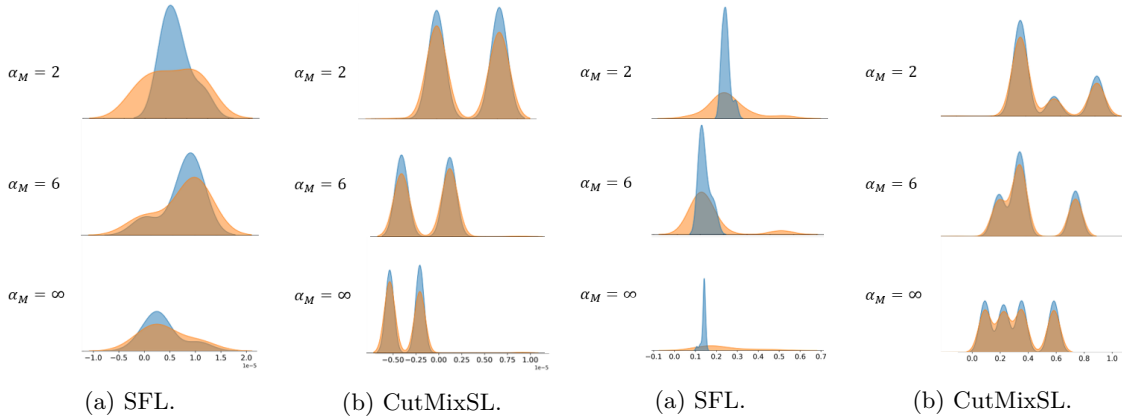 α_M = 2
α_M = 2
α_M = 2
α_M = 2
α_M = 6
α_M = 6
α_M = 6
α_M = 6
α_M = ∞
α_M = ∞
α_M = ∞
α_M = ∞
−1.0 −0.5 0.0 0.5 1.0 1.5 2.0
1e−5
−0.50 −0.25 0.00 0.25 0.50 0.75 1.00
1e−5
−0.1 0.0 0.1 0.2 0.3 0.4 0.5 0.6 0.7
0.0 0.2 0.4 0.6 0.8 1.0
(a) SFL.
(b) CutMixSL.
(a) SFL.
(b) CutMixSL.